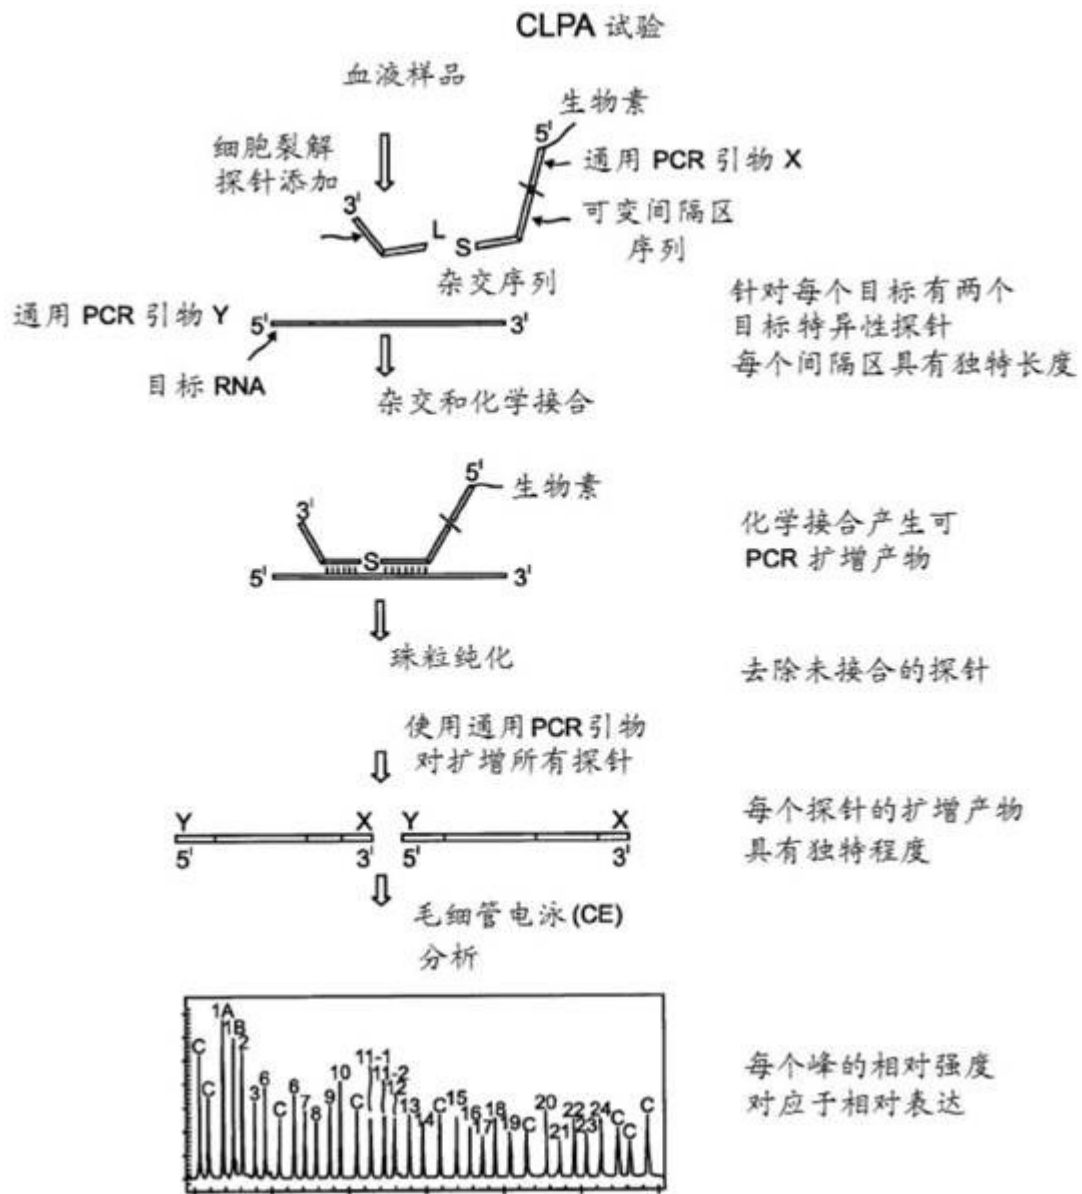 CLPA 试验
血液样品
生物素
5'
细胞裂解
探针添加
通用 PCR 引物 X
3'
可变间隔区
序列
L
S
杂交序列
针对每个目标有两个
目标特异性探针
每个间隔区具有独特长度
通用 PCR 引物 Y
5'
3'
目标 RNA
杂交和化学接合
5'
生物素
3'
S
5'
3'
化学接合产生可
PCR 扩增产物
珠粒纯化
去除未接合的探针
使用通用PCR引物
对扩增所有探针
Y X Y X
5' 3' 5' 3'
每个探针的扩增产物
具有独特程度
毛细管电泳(CE)
分析
C C 1A 1B 2 3 6 C 6 7 8 9 10 C 11-1 11-2 12 13 14 C 15 16 17 18 19 C 20 21 22 23 24 C C C
每个峰的相对强度
对应于相对表达